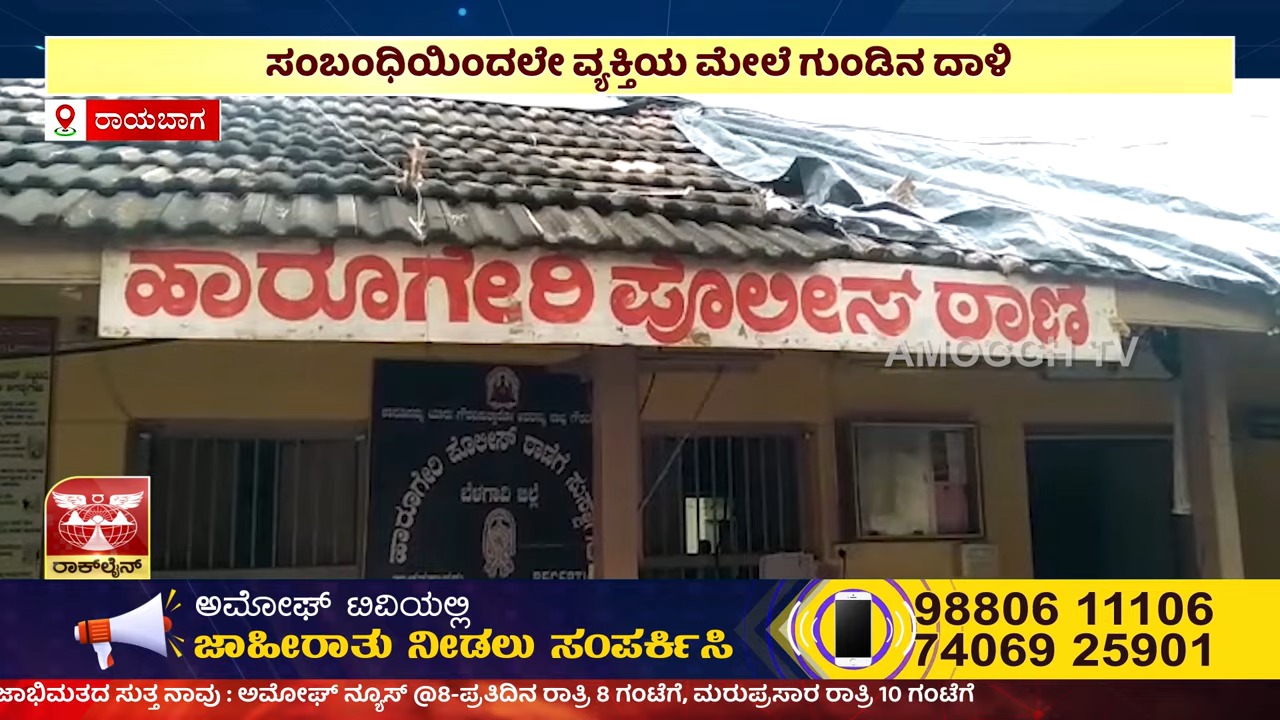 ಸಂಬಂಧಿಯಿಂದಲೇ ವ್ಯಕ್ತಿಯ ಮೇಲೆ ಗುಂಡಿನ ದಾಳಿ
ರಾಯಬಾಗ
ಹಾರೂಗೇರಿ ಪೊಲೀಸ ಠಾಣ
AMOGGH TV
ಹಾರೂಗೇರಿ ಪೊಲೀಸ್ ಠಾಣೆಗೆ
ಬೆಳಗಾವಿ ಜಿಲ್ಲೆ
ರಾಕ್‌ಲೈನ್
ಅಮೋಘ್ ಟಿವಿಯಲ್ಲಿ
ಜಾಹೀರಾತು ನೀಡಲು ಸಂಪರ್ಕಿಸಿ
98806 11106
74069 25901
ಜಾಭಿಮತದ ಸುತ್ತ ನಾವು : ಅಮೋಘ್ ನ್ಯೂಸ್ @8-ಪ್ರತಿದಿನ ರಾತ್ರಿ 8 ಗಂಟೆಗೆ, ಮರುಪ್ರಸಾರ ರಾತ್ರಿ 10 ಗಂಟೆಗೆ